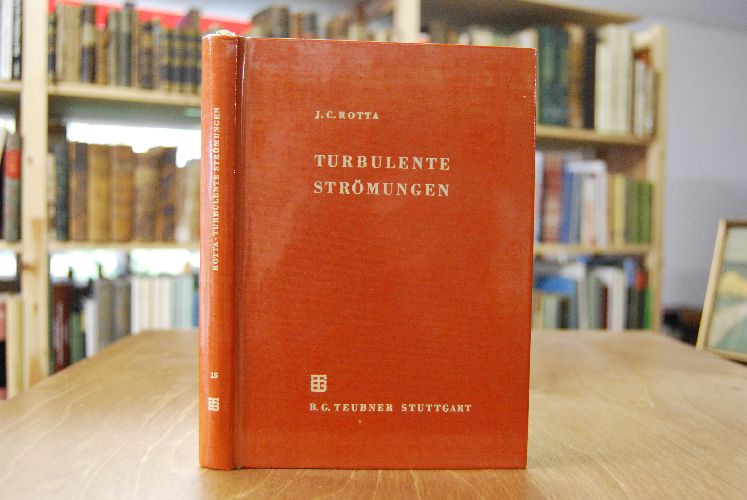 J. C. ROTTA
TURBULENTE
STRÖMUNGEN
B. G. TEUBNER STUTTGART
ROTTA · TURBULENTE STRÖMUNGEN
15